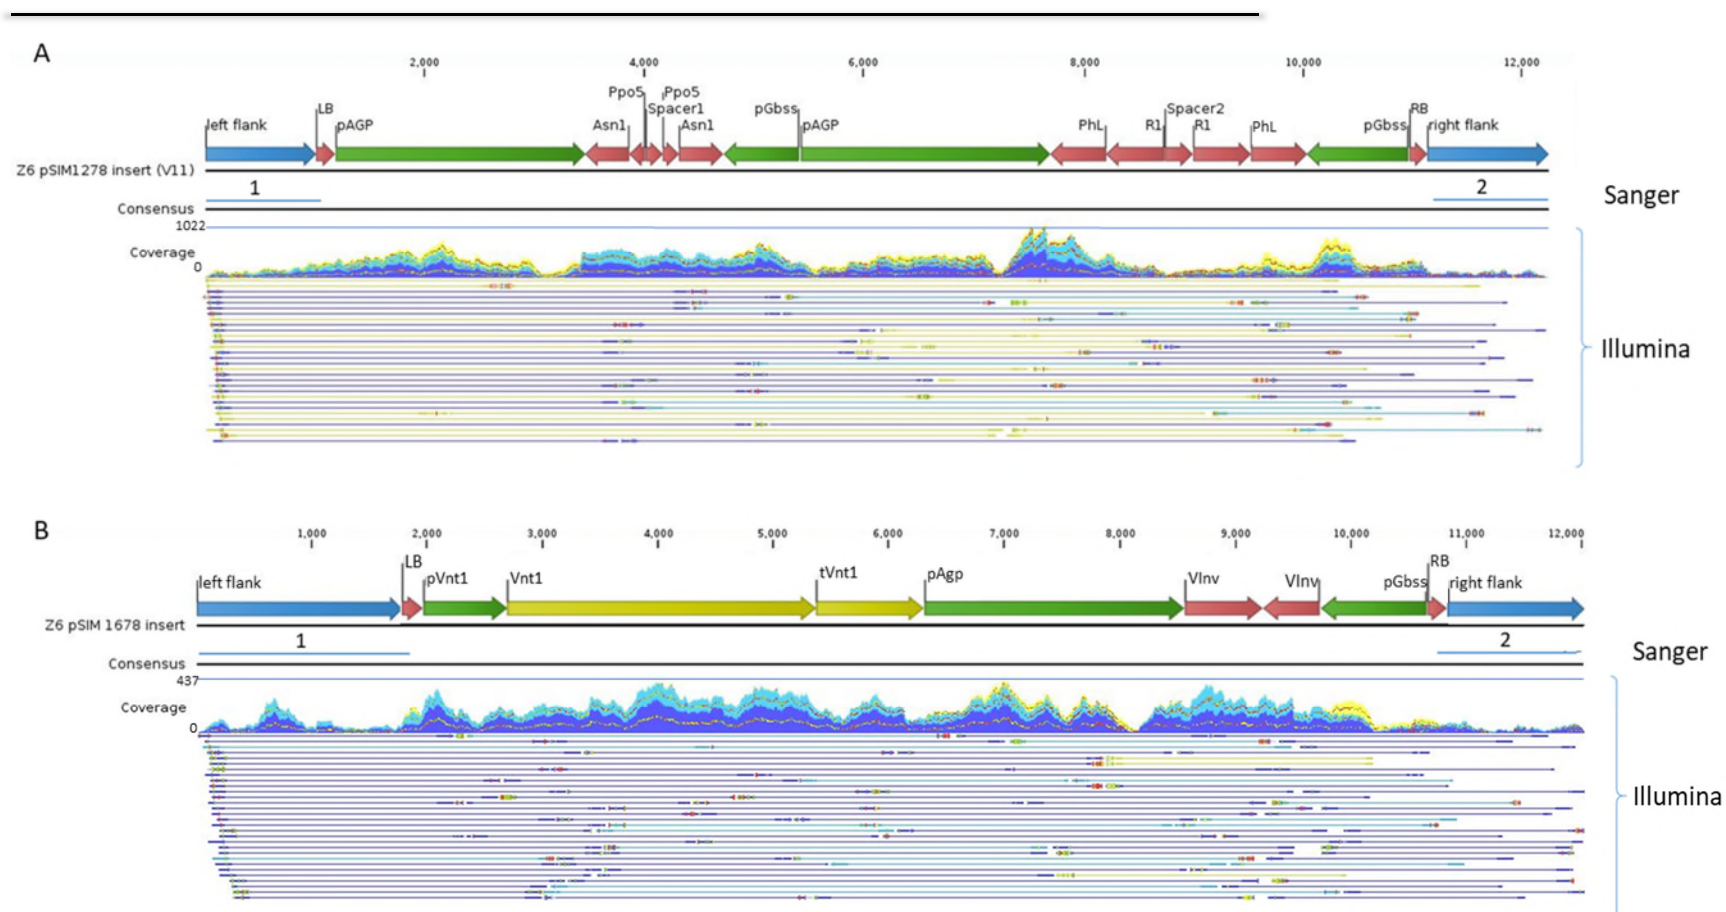 A
2,000 4,000 6,000 8,000 10,000 12,000
Ppo5 Ppo5
LB Spacer1 pGbss Spacer2 RB
left flank pAGP Asn1 Asn1 pAGP PhL R1 R1 PhL pGbss right flank
Z6 pSIM1278 insert (V11)
1 2
Sanger
Consensus
1022
Coverage
0
Illumina
B
1,000 2,000 3,000 4,000 5,000 6,000 7,000 8,000 9,000 10,000 11,000 12,000
LB RB
left flank pVnt1 Vnt1 tVnt1 pAgp VInv VInv pGbss right flank
Z6 pSIM 1678 insert
1 2
Sanger
Consensus
437
Coverage
0
Illumina